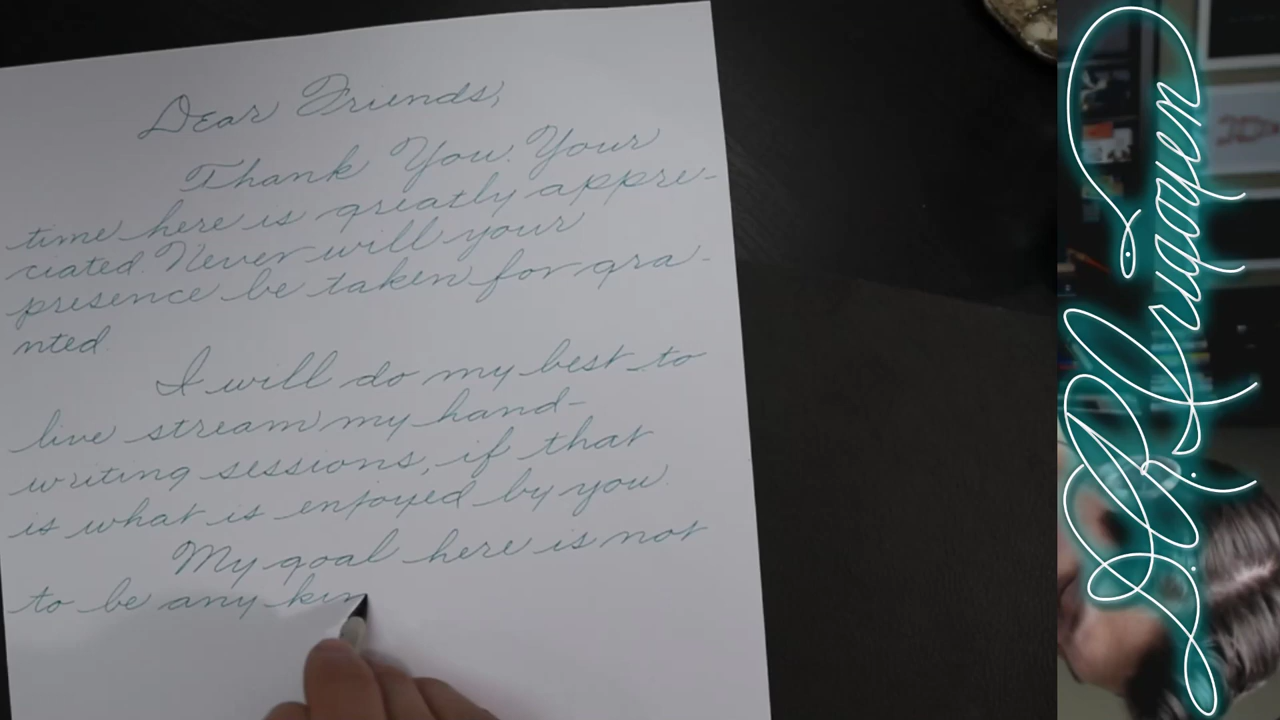 Dear Friends,
Thank You. Your
time here is greatly appre-
ciated. Never will your
presence be taken for gra-
nted.
I will do my best to
live stream my hand-
writing sessions, if that
is what is enjoyed by you.
My goal here is not
to be any kin